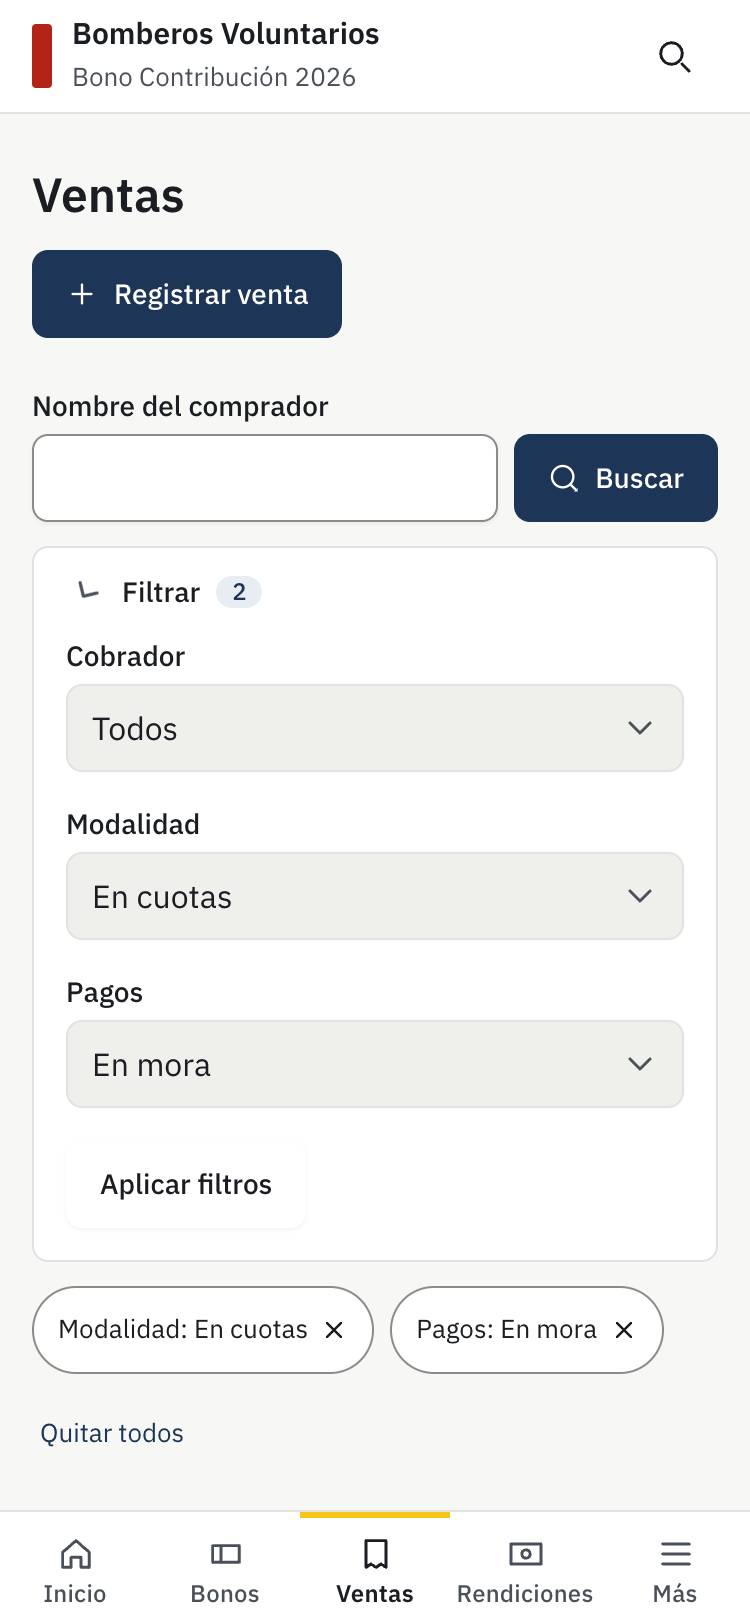 Bomberos Voluntarios
Bono Contribución 2026
Ventas
Registrar venta
Nombre del comprador
Buscar
Filtrar 2
Cobrador
Todos
Modalidad
En cuotas
Pagos
En mora
Aplicar filtros
Modalidad: En cuotas
Pagos: En mora
Quitar todos
Inicio
Bonos
Ventas
Rendiciones
Más